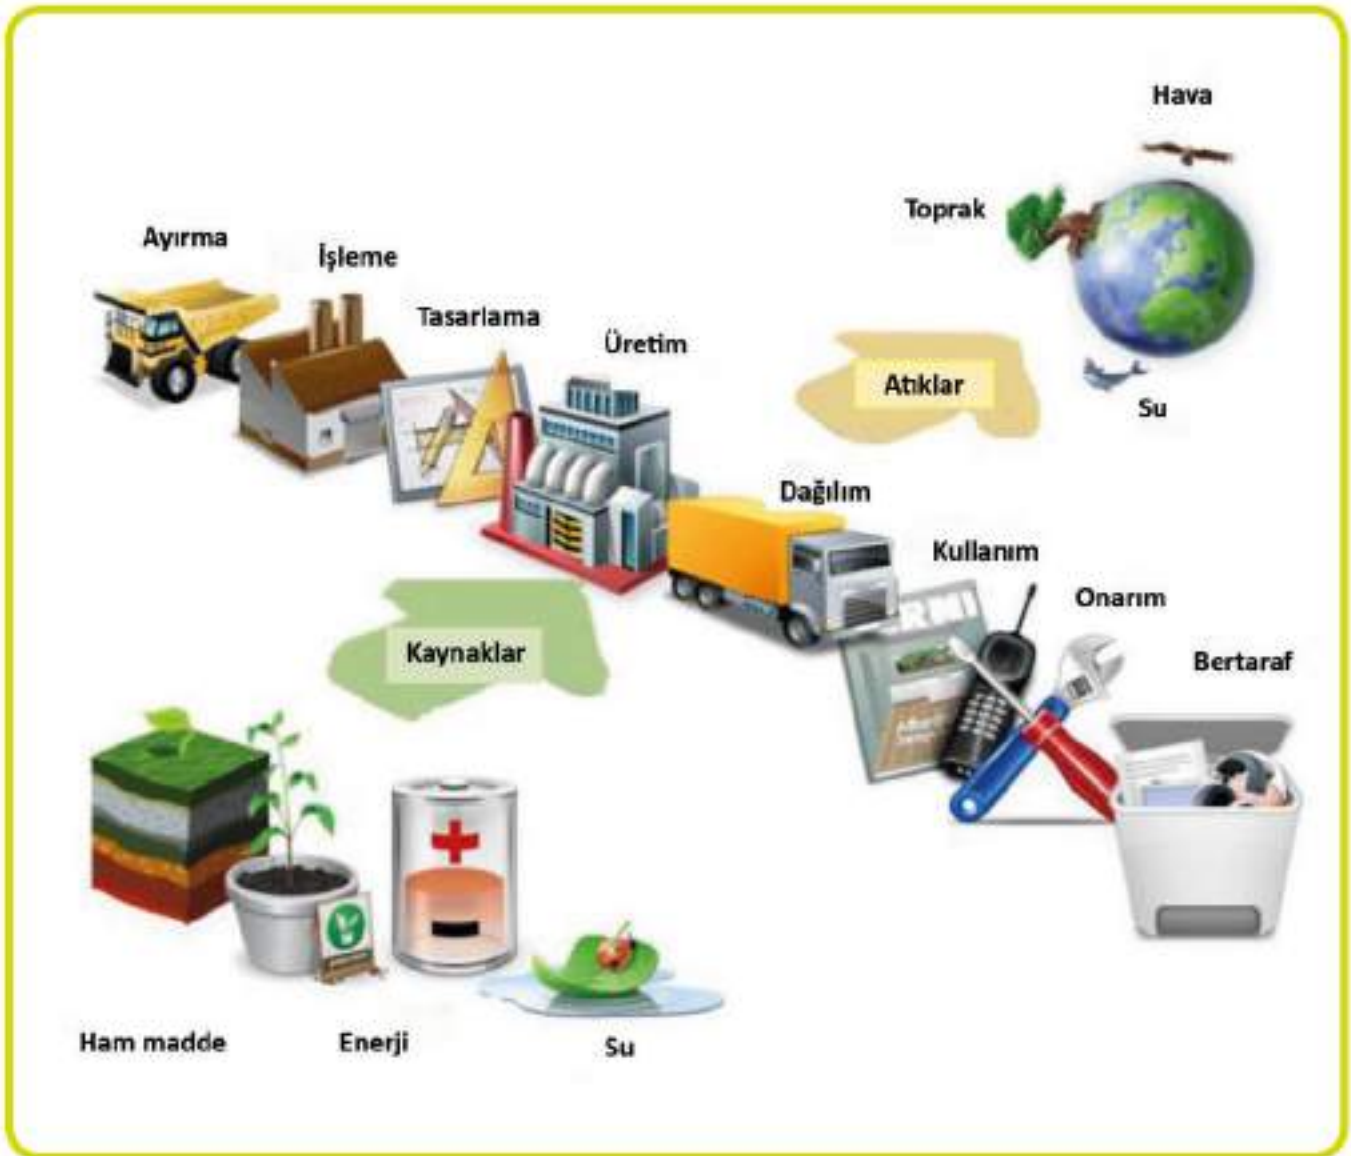 Hava
Toprak
Ayırma
İşleme
Tasarlama
Üretim
Atıklar
Su
Dağılım
Kullanım
Onarım
Kaynaklar
Bertaraf
Ham madde
Enerji
Su